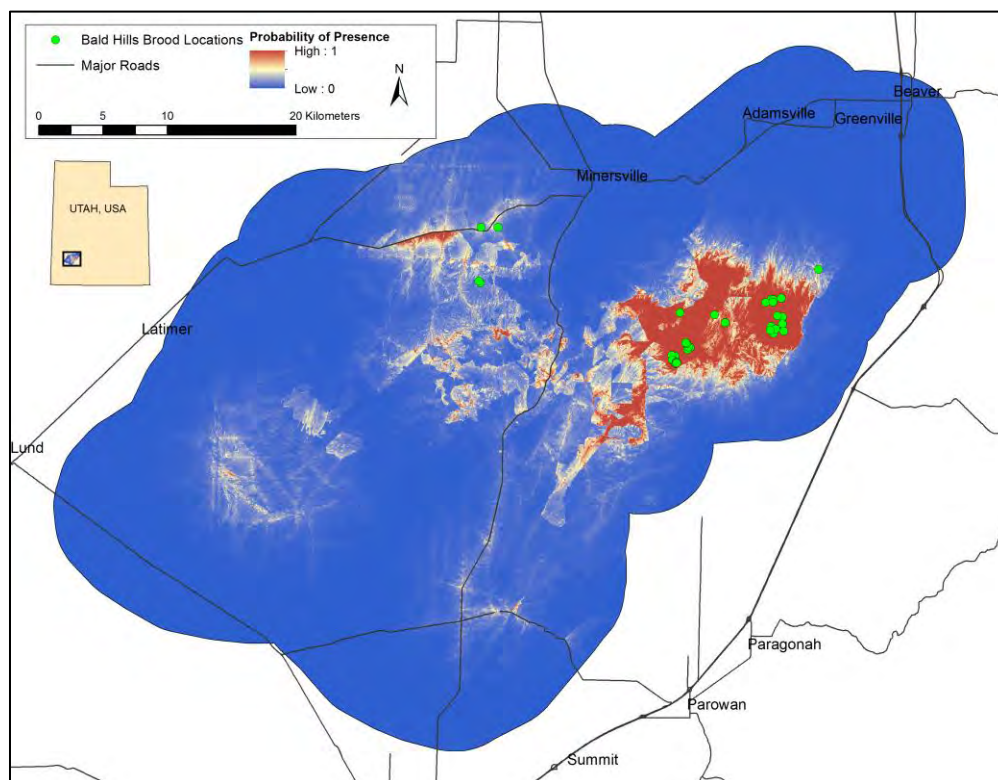 Bald Hills Brood Locations
Major Roads
Probability of Presence
High : 1
Low : 0
N
0 5 10 20 Kilometers
UTAH, USA
Beaver
Adamsville
Greenville
Minersville
Latimer
Lund
Paragonah
Parowan
Summit